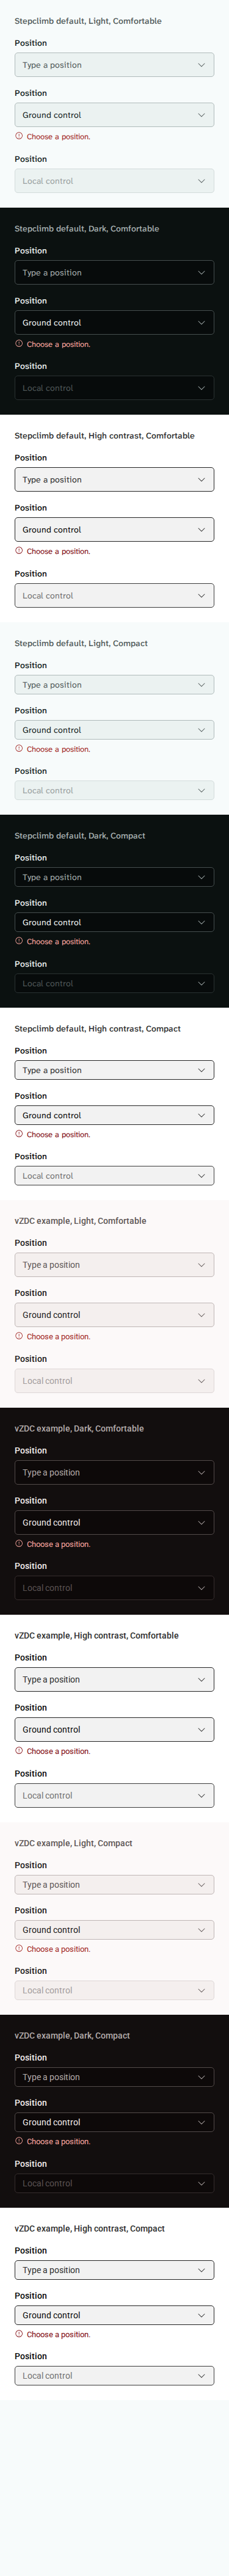 Stepclimb default, Light, Comfortable
Position
Type a position
Position
Ground control
Choose a position.
Position
Local control
Stepclimb default, Dark, Comfortable
Position
Type a position
Position
Ground control
Choose a position.
Position
Local control
Stepclimb default, High contrast, Comfortable
Position
Type a position
Position
Ground control
Choose a position.
Position
Local control
Stepclimb default, Light, Compact
Position
Type a position
Position
Ground control
Choose a position.
Position
Local control
Stepclimb default, Dark, Compact
Position
Type a position
Position
Ground control
Choose a position.
Position
Local control
Stepclimb default, High contrast, Compact
Position
Type a position
Position
Ground control
Choose a position.
Position
Local control
vZDC example, Light, Comfortable
Position
Type a position
Position
Ground control
Choose a position.
Position
Local control
vZDC example, Dark, Comfortable
Position
Type a position
Position
Ground control
Choose a position.
Position
Local control
vZDC example, High contrast, Comfortable
Position
Type a position
Position
Ground control
Choose a position.
Position
Local control
vZDC example, Light, Compact
Position
Type a position
Position
Ground control
Choose a position.
Position
Local control
vZDC example, Dark, Compact
Position
Type a position
Position
Ground control
Choose a position.
Position
Local control
vZDC example, High contrast, Compact
Position
Type a position
Position
Ground control
Choose a position.
Position
Local control